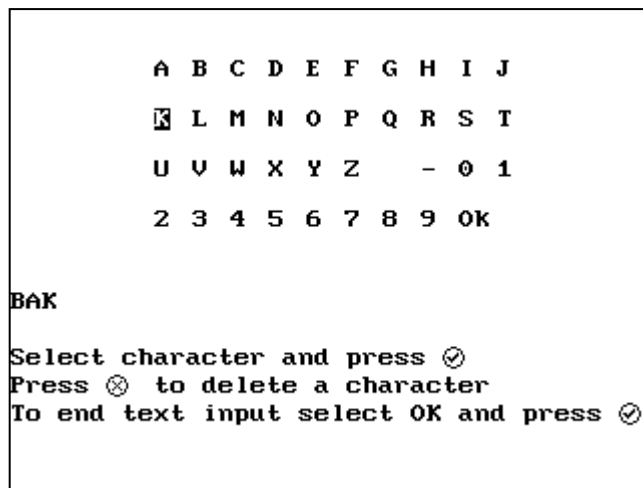 A B C D E F G H I J
K L M N O P Q R S T
U V W X Y Z - 0 1
2 3 4 5 6 7 8 9 OK
BAK
Select character and press ✓
Press ⊗ to delete a character
To end text input select OK and press ✓